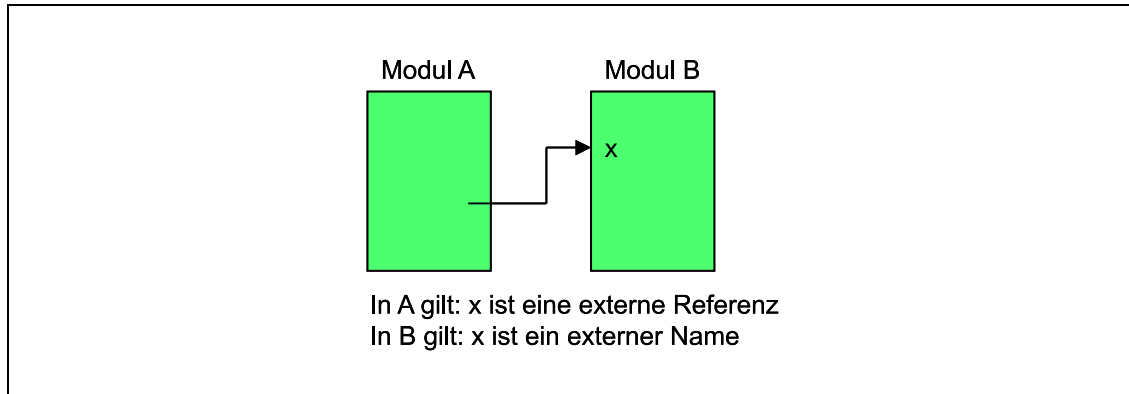 Modul A
Modul B
x
In A gilt: x ist eine externe Referenz
In B gilt: x ist ein externer Name